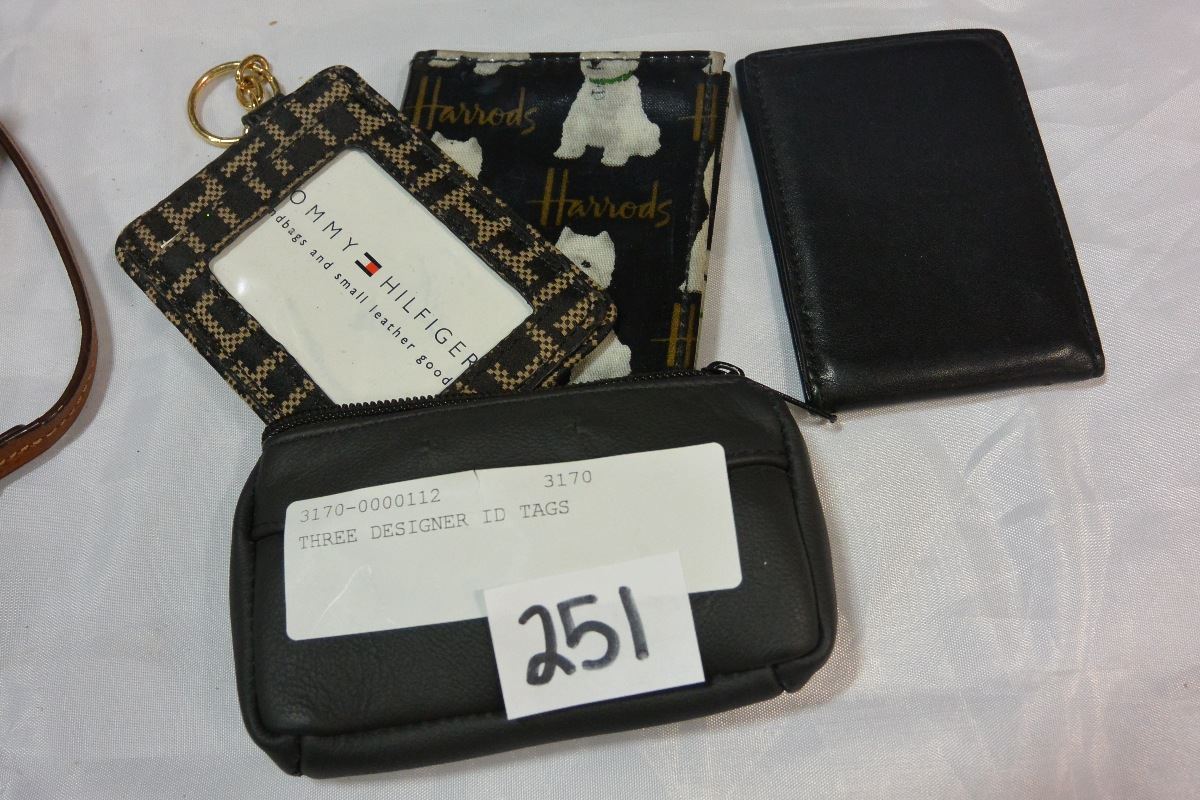 Harrods
Harrods
OMMY HILFIGER
ndbags and small leather good
3170-0000112 3170
THREE DESIGNER ID TAGS
251